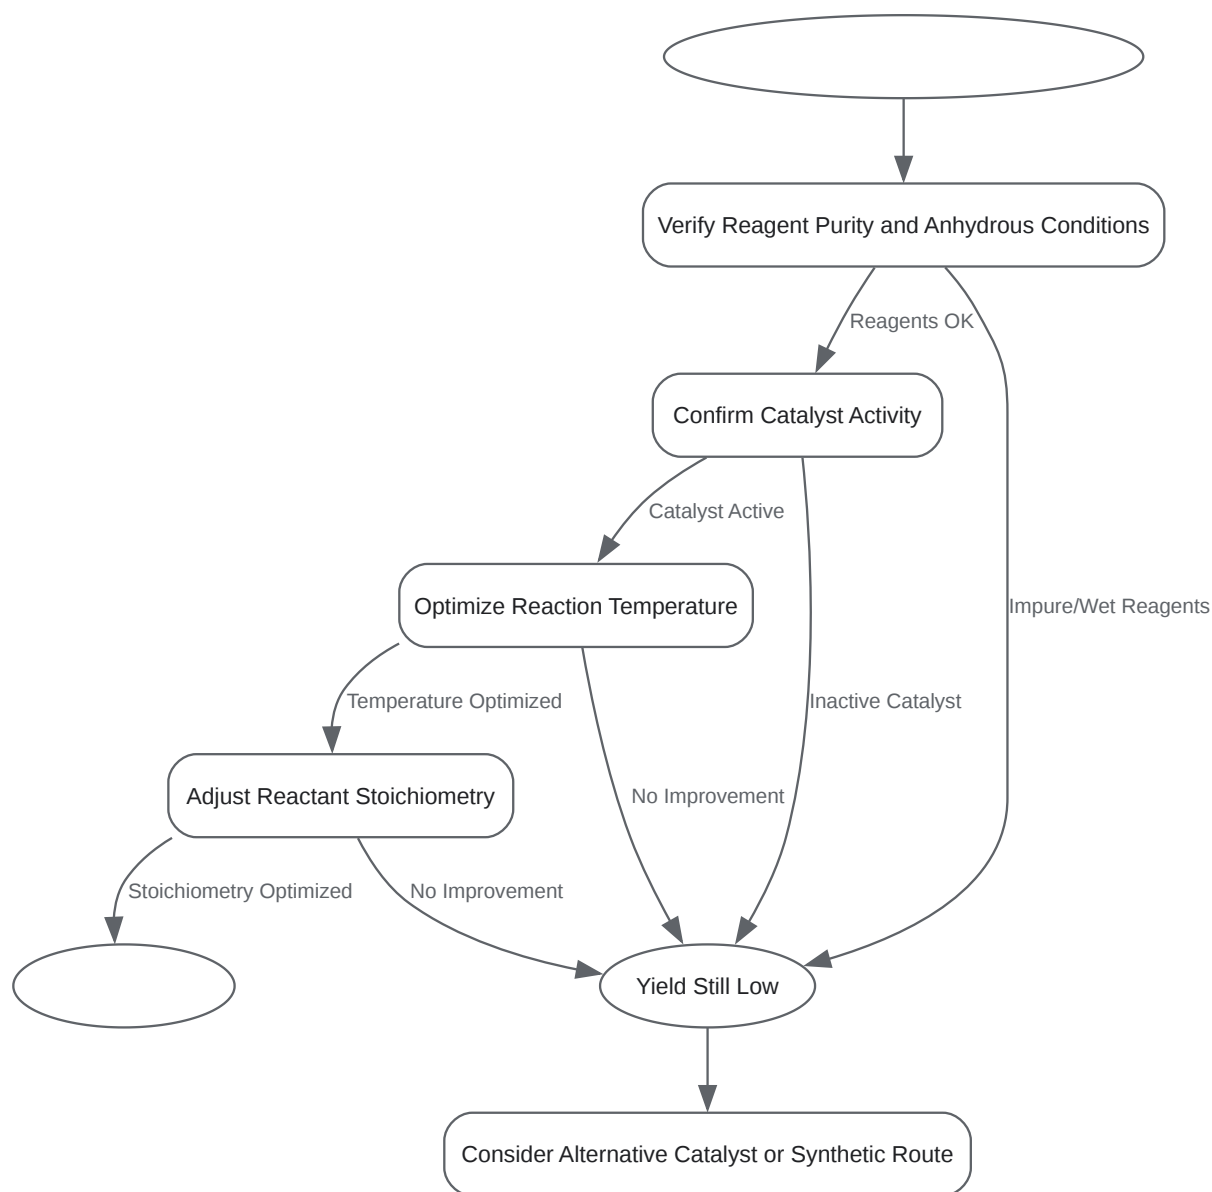 Verify Reagent Purity and Anhydrous Conditions
Reagents OK
Confirm Catalyst Activity
Catalyst Active
Optimize Reaction Temperature
Impure/Wet Reagents
Temperature Optimized
Inactive Catalyst
Adjust Reactant Stoichiometry
No Improvement
Stoichiometry Optimized
No Improvement
Yield Still Low
Consider Alternative Catalyst or Synthetic Route